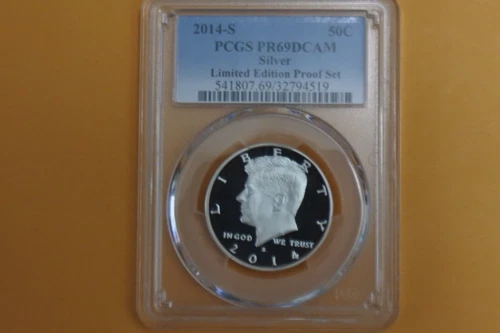 2014-S 50C
PCGS PR69DCAM
Silver
Limited Edition Proof Set
541807.69/32794519
LIBERTY
IN GOD WE TRUST
S
2014